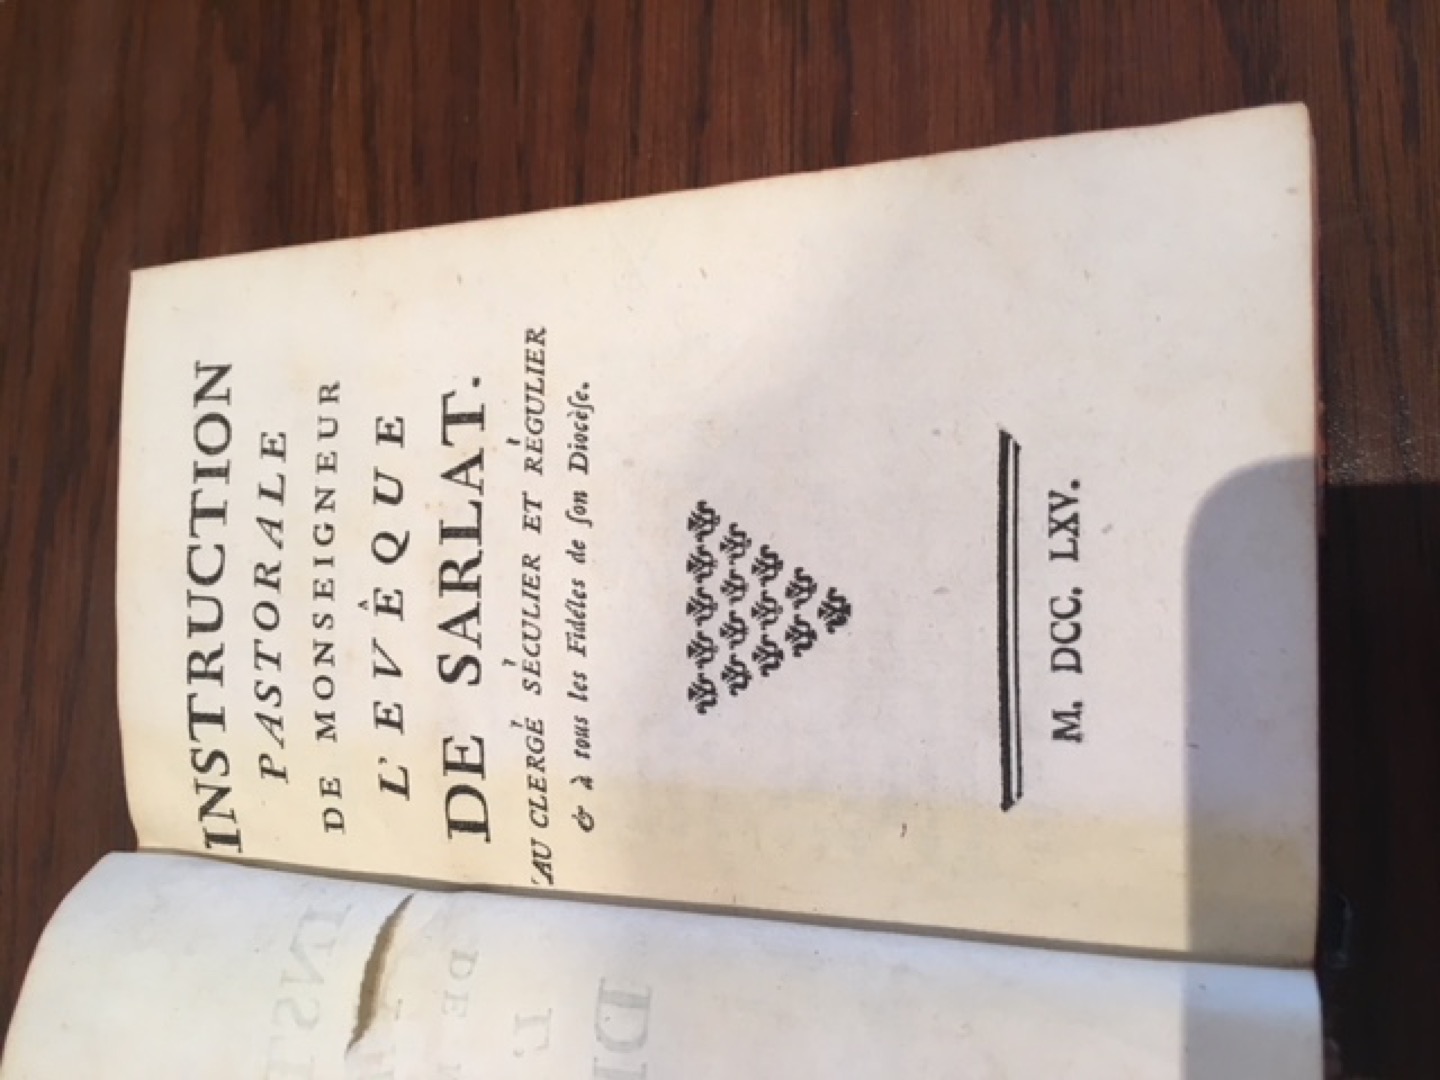 INSTRUCTION
PASTORALE
DE MONSEIGNEUR
L'EVÊQUE
DE SARLAT.
AU CLERGÉ SÉCULIER ET RÉGULIER
& à tous les Fidéles de ſon Diocèſe.
M. DCC. LXV.